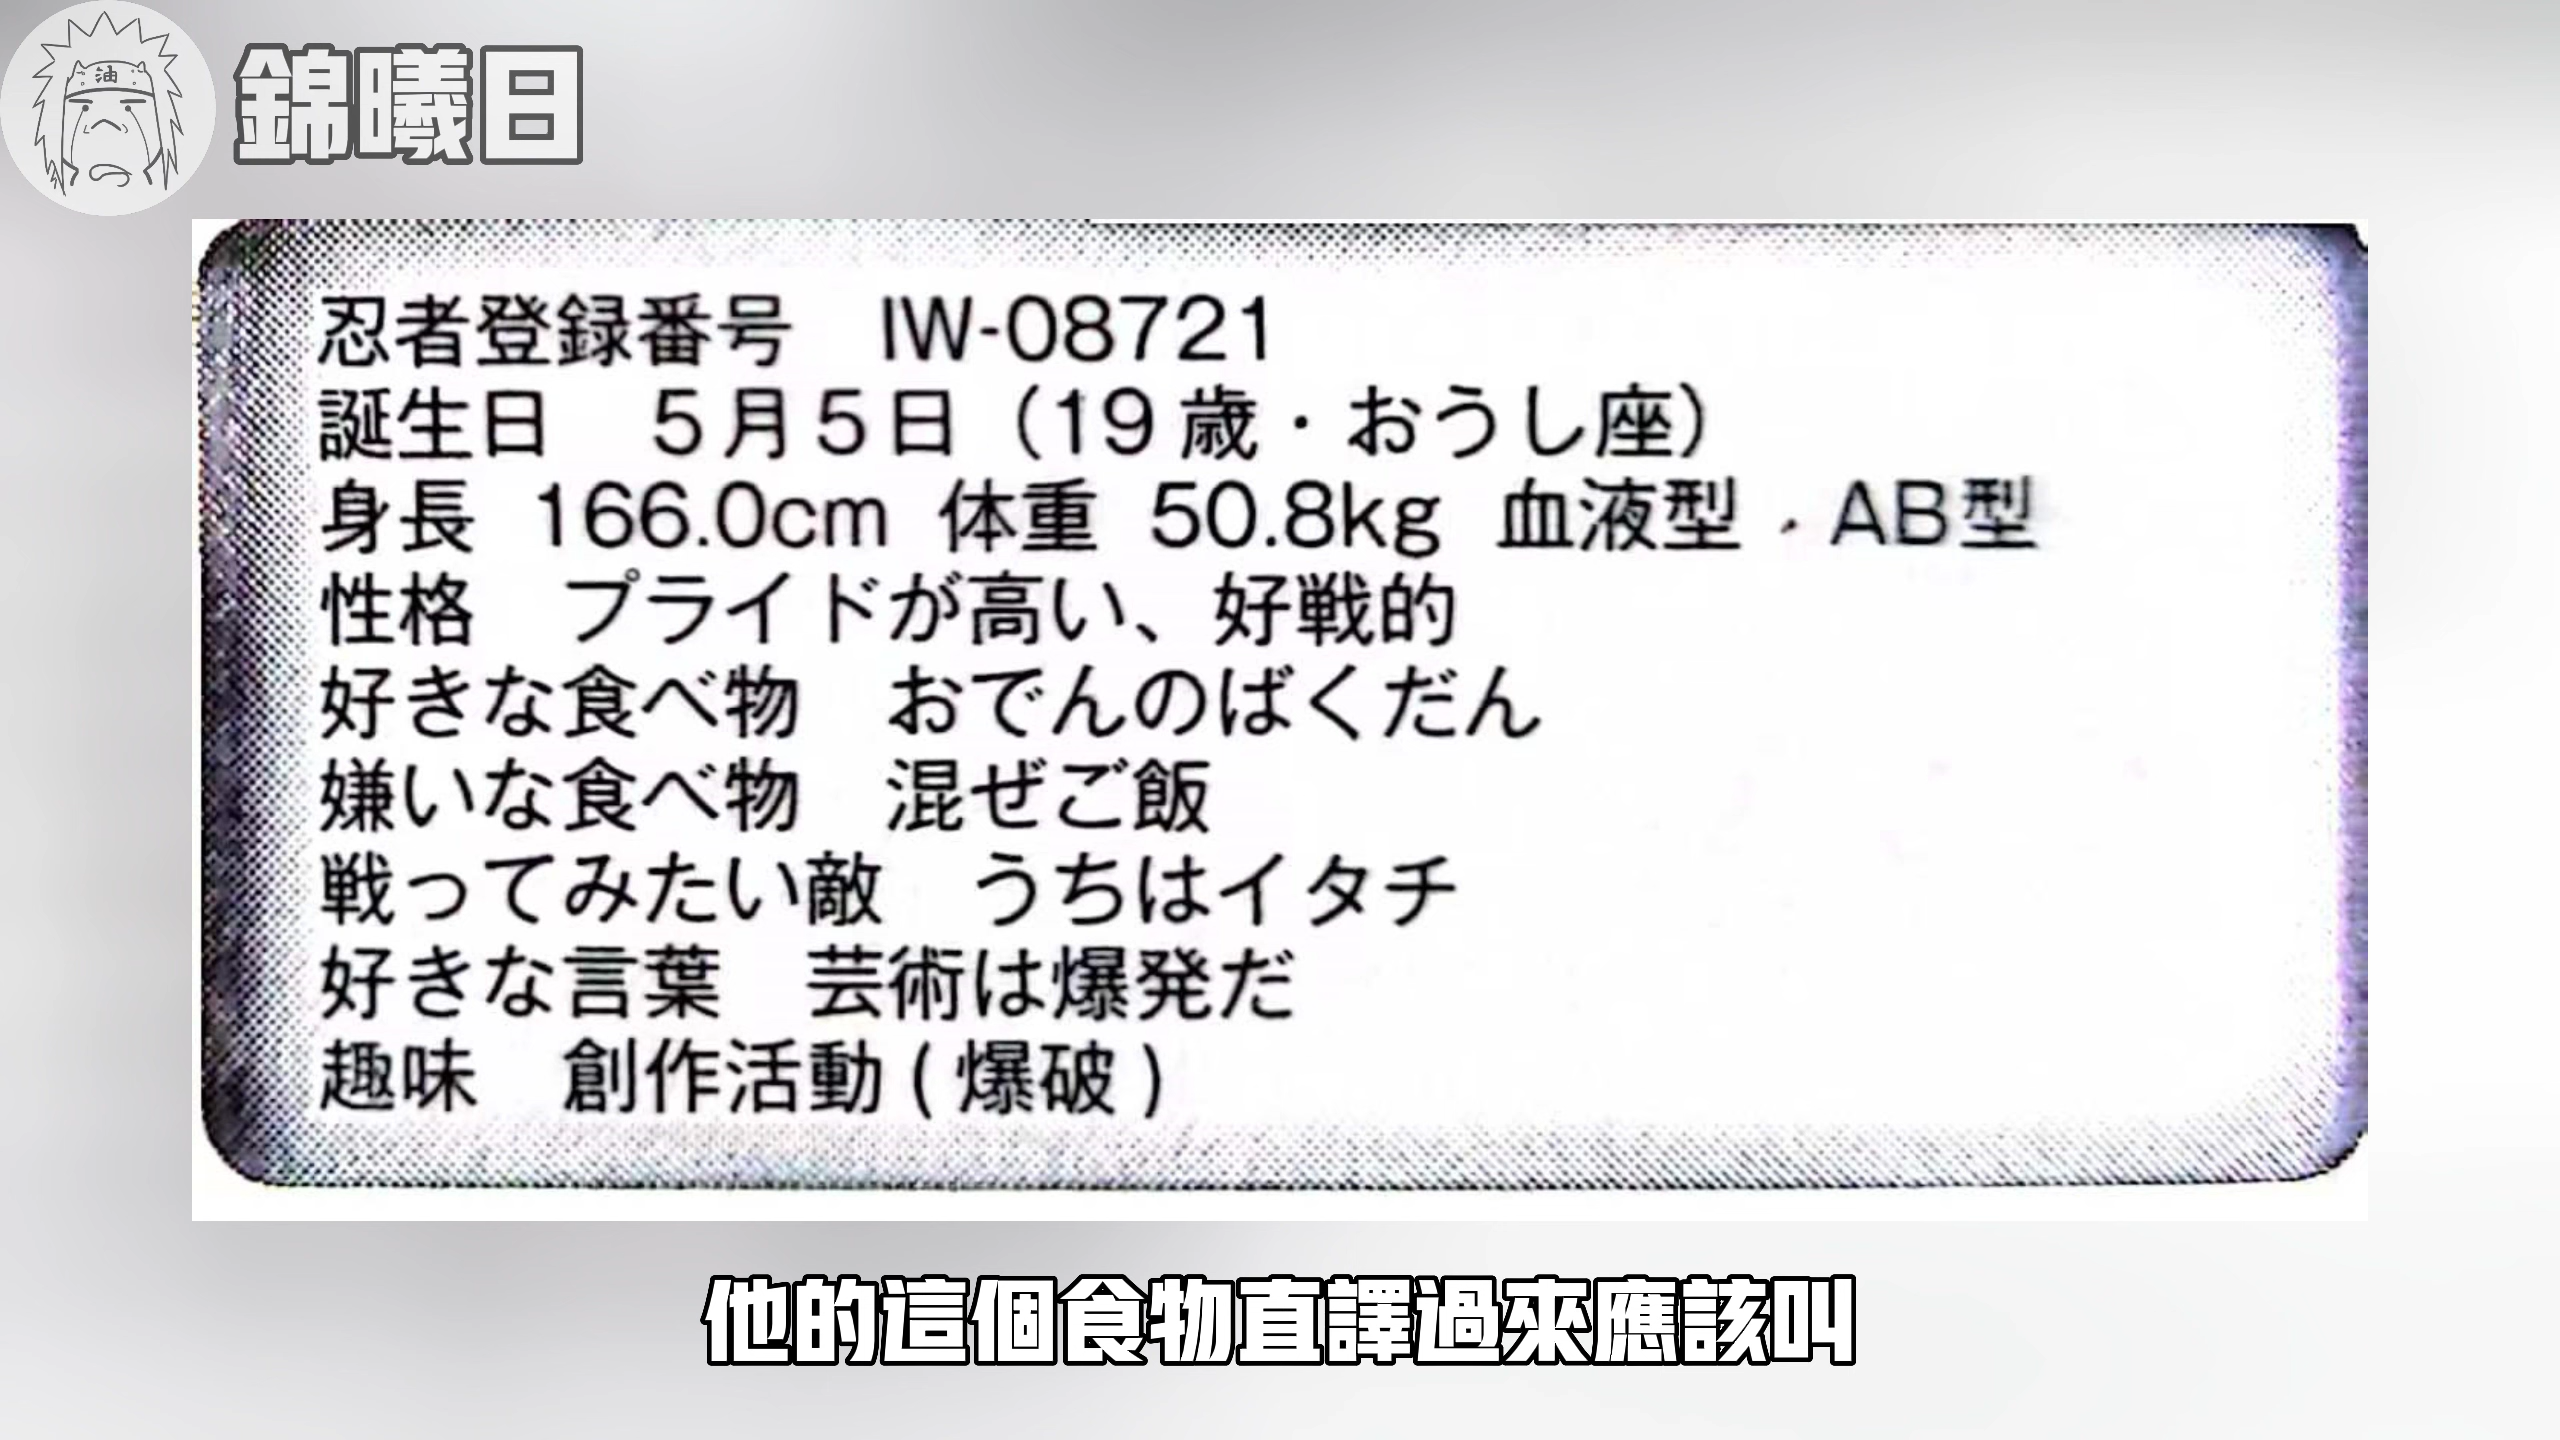 油
錦曦日
忍者登録番号 IW-08721
誕生日 5月5日（19歳・おうし座）
身長 166.0cm 体重 50.8kg 血液型・AB型
性格 プライドが高い、好戦的
好きな食べ物 おでんのばくだん
嫌いな食べ物 混ぜご飯
戦ってみたい敵 うちはイタチ
好きな言葉 芸術は爆発だ
趣味 創作活動(爆破)
他的這個食物直譯過來應該叫